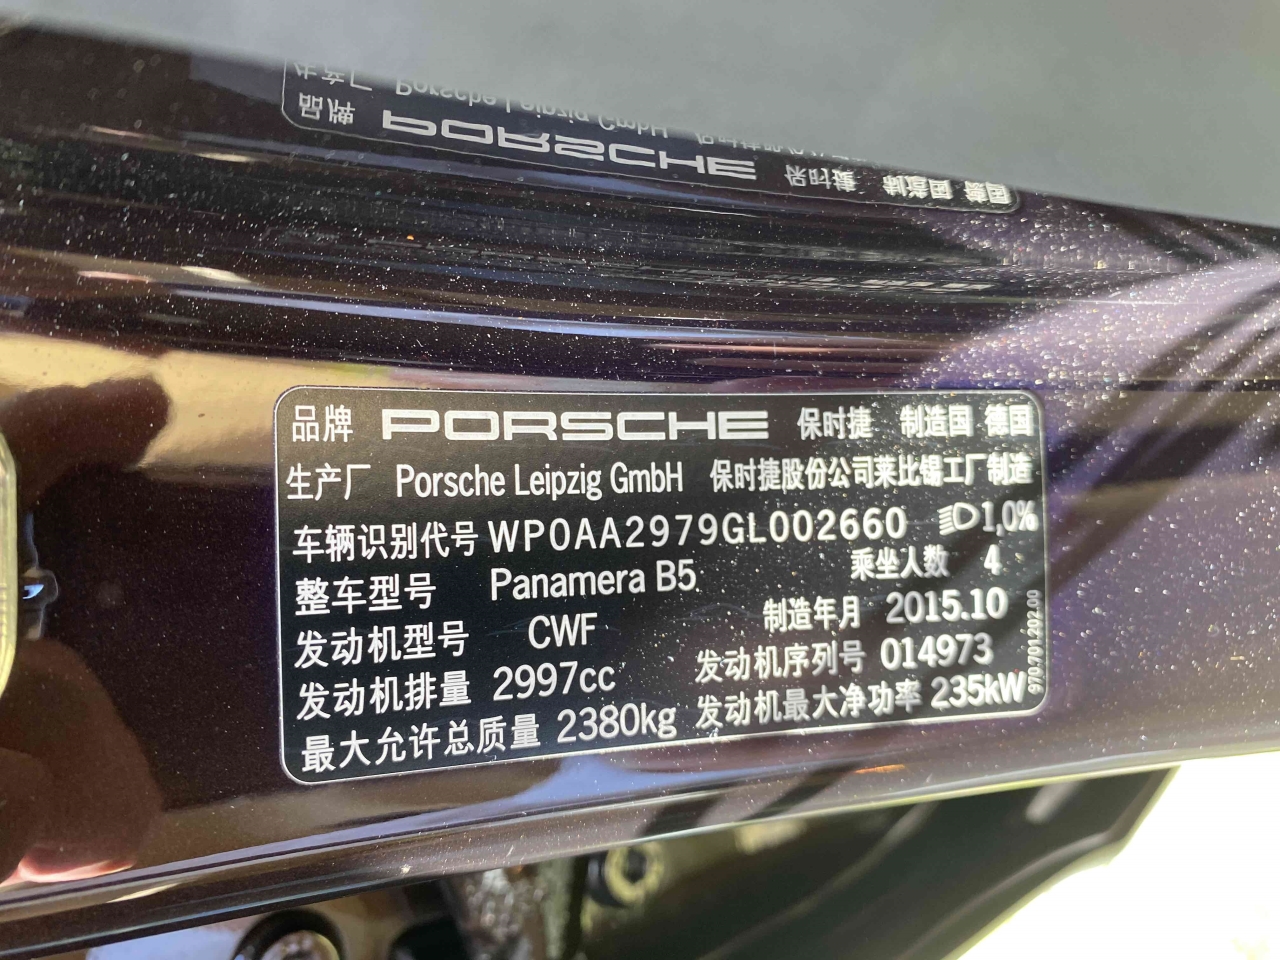 品牌 PORSCHE 保时捷 制造国 德国
生产厂 Porsche Leipzig GmbH 保时捷股份公司莱比锡工厂制造
车辆识别代号 WP0AA2979GL002660 1,0%
整车型号 Panamera B5 乘坐人数 4
发动机型号 CWF 制造年月 2015.10
发动机排量 2997cc 发动机序列号 014973
最大允许总质量 2380kg 发动机最大净功率 235kW
970.701.202.00